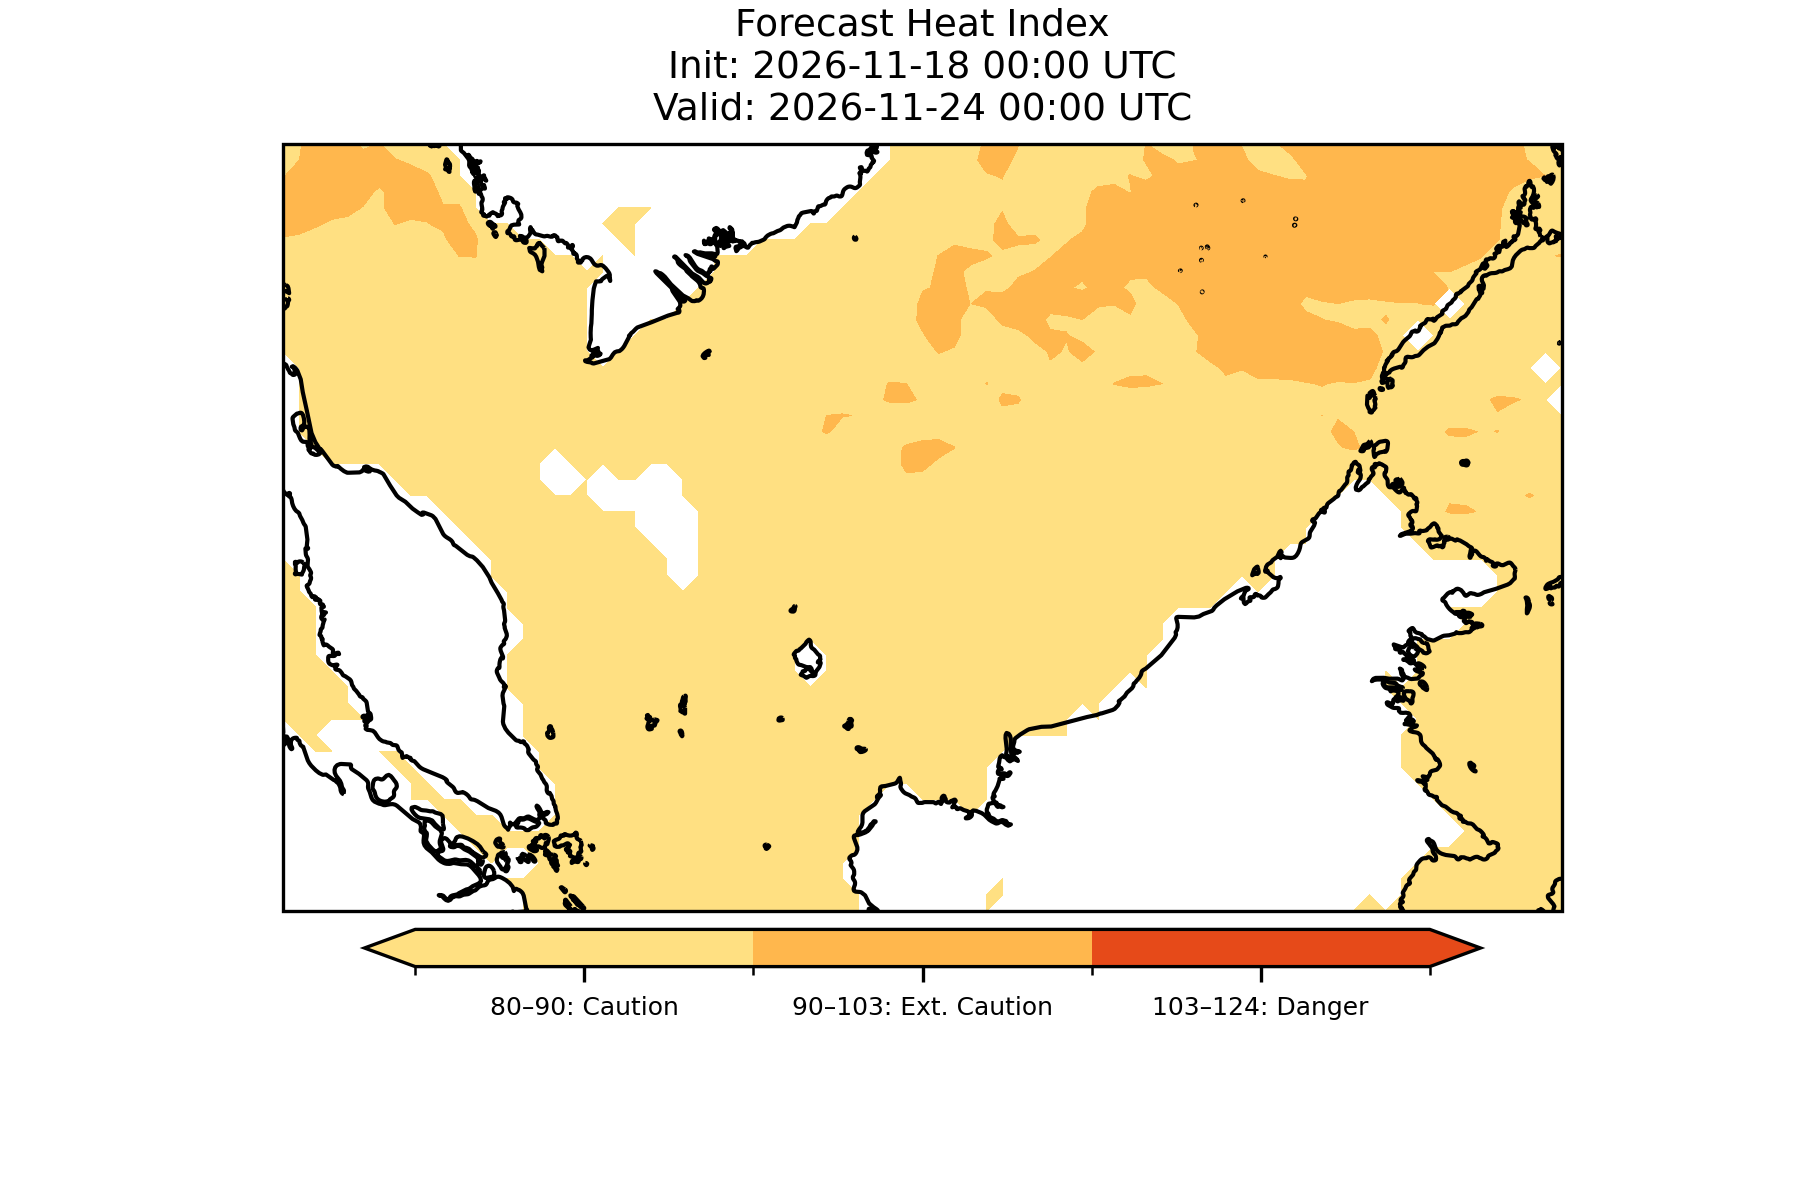 Forecast Heat Index
Init: 2026-11-18 00:00 UTC
Valid: 2026-11-24 00:00 UTC
80–90: Caution
90–103: Ext. Caution
103–124: Danger